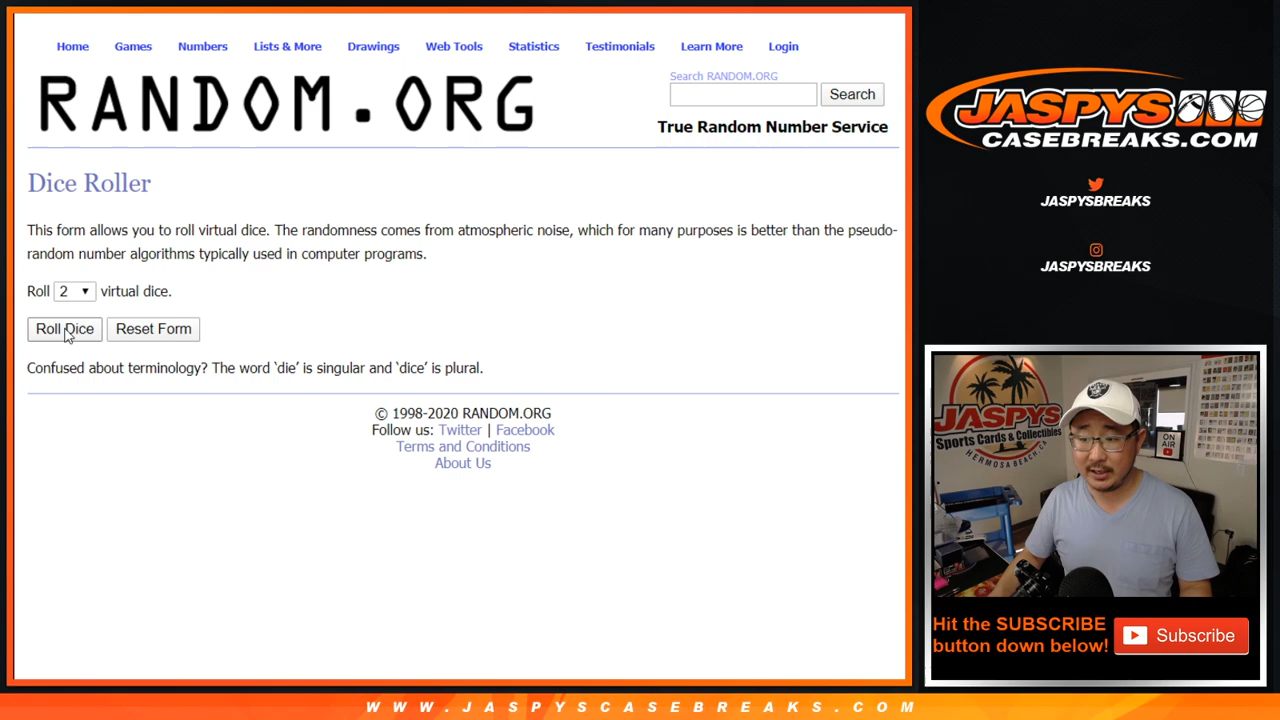 Home Games Numbers Lists & More Drawings Web Tools Statistics Testimonials Learn More Login
RANDOM.ORG
Search RANDOM.ORG
Search
True Random Number Service
Dice Roller
This form allows you to roll virtual dice. The randomness comes from atmospheric noise, which for many purposes is better than the pseudo-
random number algorithms typically used in computer programs.
Roll 2 virtual dice.
Roll Dice Reset Form
Confused about terminology? The word ‘die’ is singular and ‘dice’ is plural.
© 1998-2020 RANDOM.ORG
Follow us: Twitter | Facebook
Terms and Conditions
About Us
JASPYS
CASEBREAKS.COM
JASPYSBREAKS
JASPYSBREAKS
JASPYS
Sports Cards & Collectibles
HERMOSA BEACH, CA
ON
AIR
Hit the SUBSCRIBE
button down below!
Subscribe
WWW.JASPYSCASEBREAKS.COM